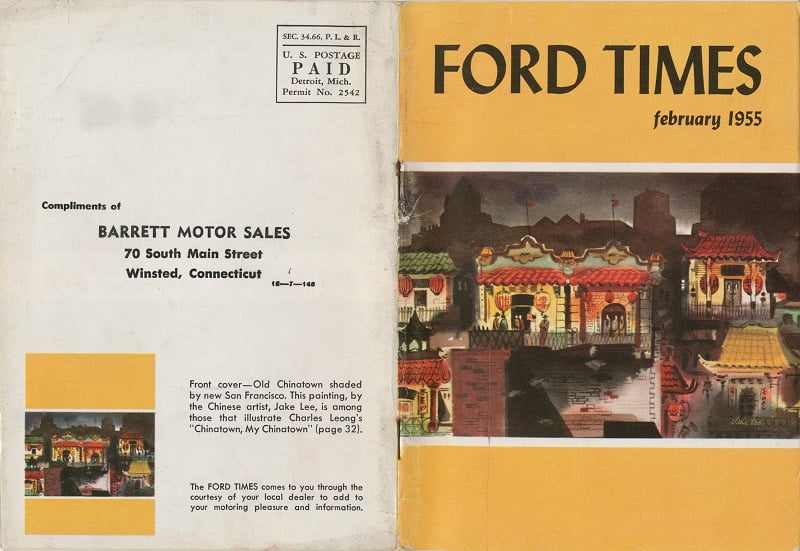 SEC. 34.66, P. L. & R.
U. S. POSTAGE
PAID
Detroit, Mich.
Permit No. 2542
Compliments of
BARRETT MOTOR SALES
70 South Main Street
Winsted, Connecticut
16—7—148
Front cover—Old Chinatown shaded
by new San Francisco. This painting, by
the Chinese artist, Jake Lee, is among
those that illustrate Charles Leong's
"Chinatown, My Chinatown" (page 32).
The FORD TIMES comes to you through the
courtesy of your local dealer to add to
your motoring pleasure and information.
FORD TIMES
february 1955